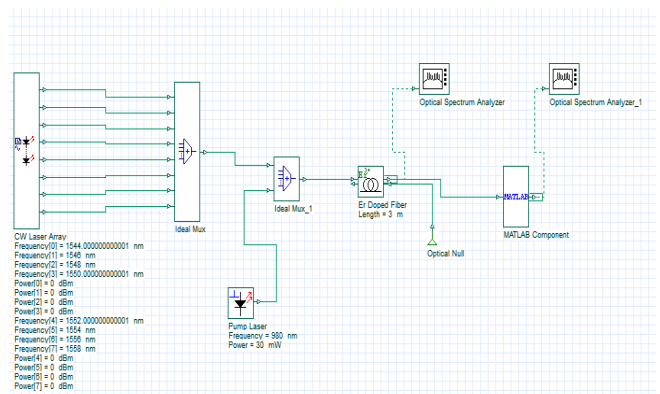 Optical Spectrum Analyzer
Optical Spectrum Analyzer_1
MATLAB
Ideal Mux
Ideal Mux_1
Er Doped Fiber
Length = 3 m
MATLAB Component
CW Laser Array
Frequency[0] = 1544.000000000001 nm
Frequency[1] = 1546 nm
Frequency[2] = 1548 nm
Frequency[3] = 1550.000000000001 nm
Power[0] = 0 dBm
Power[1] = 0 dBm
Power[2] = 0 dBm
Power[3] = 0 dBm
Frequency[4] = 1552.000000000001 nm
Frequency[5] = 1554 nm
Frequency[6] = 1556 nm
Frequency[7] = 1558 nm
Power[4] = 0 dBm
Power[5] = 0 dBm
Power[6] = 0 dBm
Power[7] = 0 dBm
Optical Null
Pump Laser
Frequency = 980 nm
Power = 30 mW